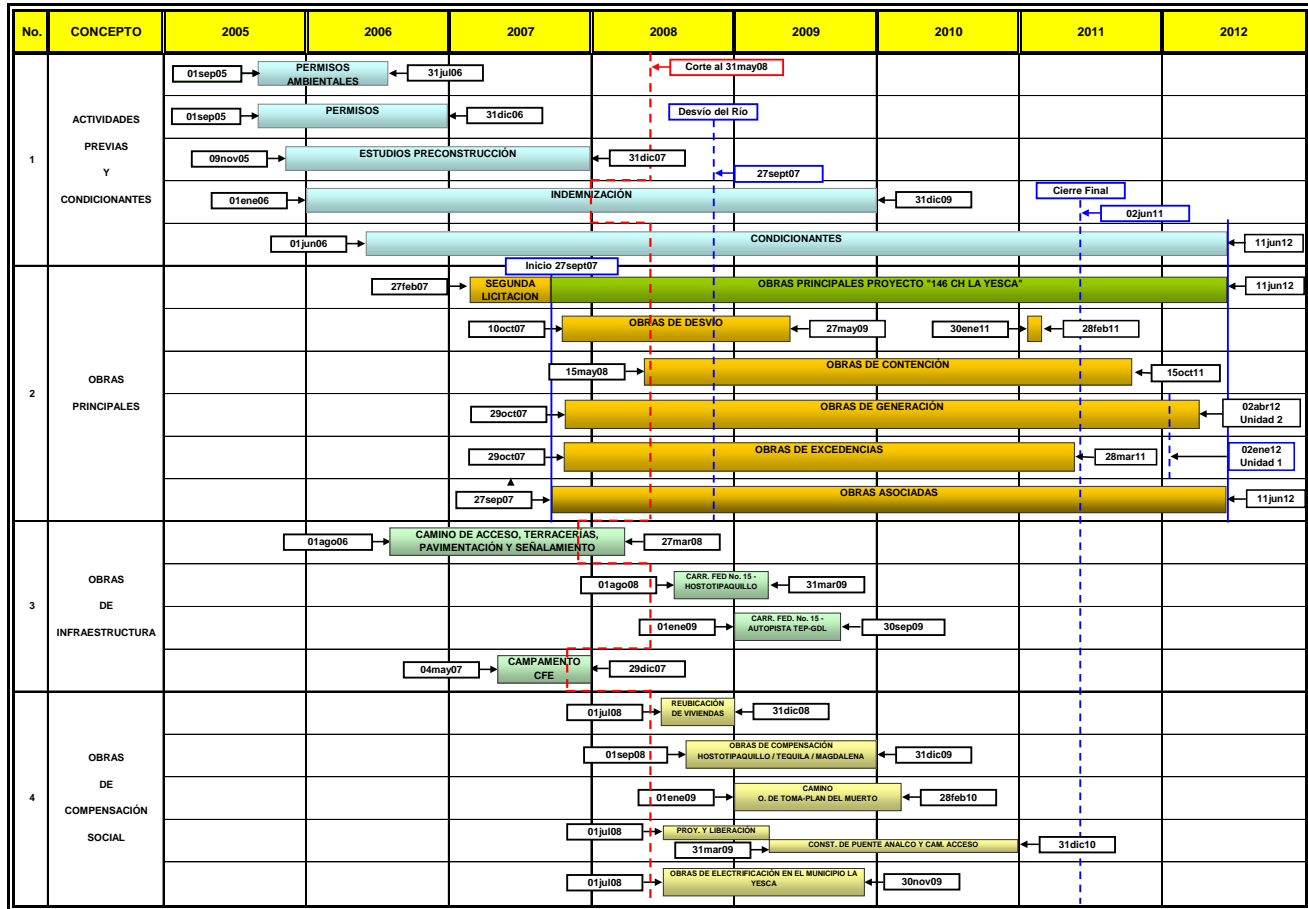 No. CONCEPTO 2005 2006 2007 2008 2009 2010 2011 2012
1
ACTIVIDADES
PREVIAS
Y
CONDICIONANTES
01sep05
PERMISOS
AMBIENTALES
31jul06
Corte al 31may08
01sep05
PERMISOS
31dic06
Desvío del Río
09nov05
ESTUDIOS PRECONSTRUCCIÓN
31dic07
27sept07
01ene06
INDEMNIZACIÓN
31dic09
Cierre Final
02jun11
01jun06
CONDICIONANTES
11jun12
2
OBRAS
PRINCIPALES
Inicio 27sept07
27feb07
SEGUNDA
LICITACION
OBRAS PRINCIPALES PROYECTO "146 CH LA YESCA"
11jun12
10oct07
OBRAS DE DESVÍO
27may09
30ene11
28feb11
15may08
OBRAS DE CONTENCIÓN
15oct11
29oct07
OBRAS DE GENERACIÓN
02abr12
Unidad 2
29oct07
OBRAS DE EXCEDENCIAS
28mar11
02ene12
Unidad 1
27sep07
OBRAS ASOCIADAS
11jun12
3
OBRAS
DE
INFRAESTRUCTURA
01ago06
CAMINO DE ACCESO, TERRACERÍAS,
PAVIMENTACIÓN Y SEÑALAMIENTO
27mar08
01ago08
CARR. FED No. 15 -
HOSTOTIPAQUILLO
31mar09
01ene09
CARR. FED. No. 15 -
AUTOPISTA TEP-GDL
30sep09
04may07
CAMPAMENTO
CFE
29dic07
4
OBRAS
DE
COMPENSACIÓN
SOCIAL
01jul08
REUBICACIÓN
DE VIVIENDAS
31dic08
01sep08
OBRAS DE COMPENSACIÓN
HOSTOTIPAQUILLO / TEQUILA / MAGDALENA
31dic09
01ene09
CAMINO
O. DE TOMA-PLAN DEL MUERTO
28feb10
01jul08
PROY. Y LIBERACIÓN
31mar09
CONST. DE PUENTE ANALCO Y CAM. ACCESO
31dic10
01jul08
OBRAS DE ELECTRIFICACIÓN EN EL MUNICIPIO LA
YESCA
30nov09